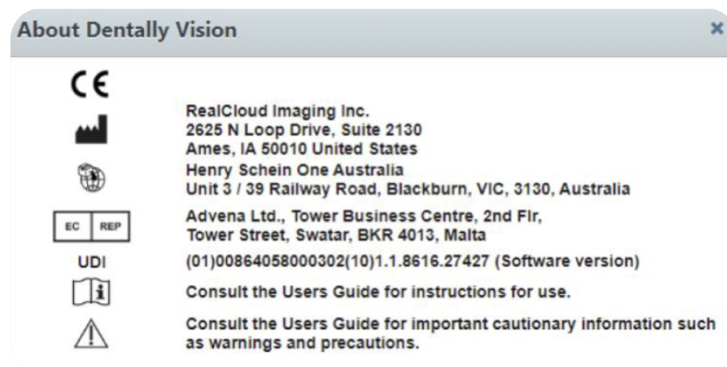 About Dentally Vision
CE
RealCloud Imaging Inc.
2625 N Loop Drive, Suite 2130
Ames, IA 50010 United States
Henry Schein One Australia
Unit 3 / 39 Railway Road, Blackburn, VIC, 3130, Australia
EC REP
Advena Ltd., Tower Business Centre, 2nd Flr,
Tower Street, Swatar, BKR 4013, Malta
UDI (01)00864058000302(10)1.1.8616.27427 (Software version)
Consult the Users Guide for instructions for use.
Consult the Users Guide for important cautionary information such
as warnings and precautions.